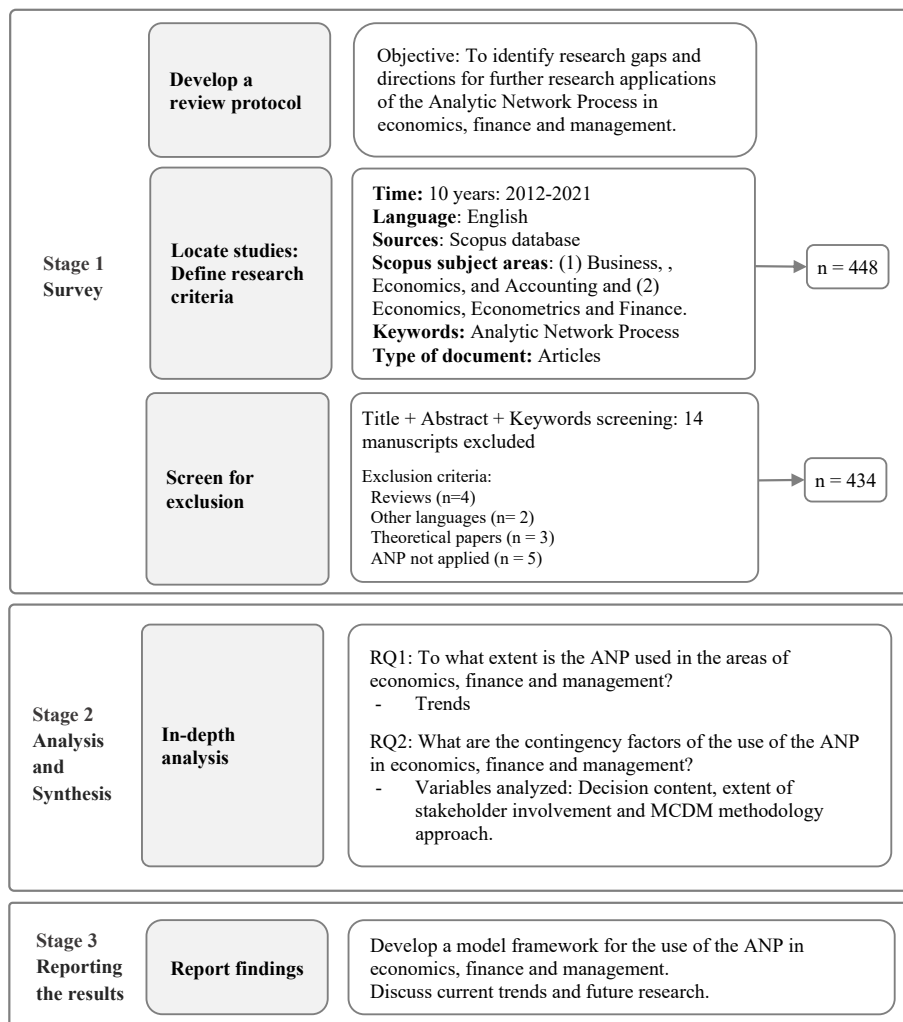 Develop a
review protocol
Objective: To identify research gaps and
directions for further research applications
of the Analytic Network Process in
economics, finance and management.
Stage 1
Survey
Locate studies:
Define research
criteria
Time: 10 years: 2012-2021
Language: English
Sources: Scopus database
Scopus subject areas: (1) Business, ,
Economics, and Accounting and (2)
Economics, Econometrics and Finance.
Keywords: Analytic Network Process
Type of document: Articles
n = 448
Screen for
exclusion
Title + Abstract + Keywords screening: 14
manuscripts excluded
Exclusion criteria:
Reviews (n=4)
Other languages (n= 2)
Theoretical papers (n = 3)
ANP not applied (n = 5)
n = 434
Stage 2
Analysis
and
Synthesis
In-depth
analysis
RQ1: To what extent is the ANP used in the areas of
economics, finance and management?
- Trends
RQ2: What are the contingency factors of the use of the ANP
in economics, finance and management?
- Variables analyzed: Decision content, extent of
stakeholder involvement and MCDM methodology
approach.
Stage 3
Reporting
the results
Report findings
Develop a model framework for the use of the ANP in
economics, finance and management.
Discuss current trends and future research.